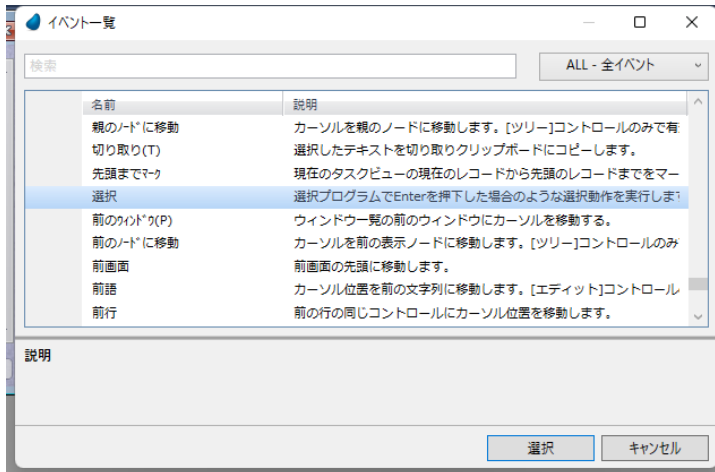 イベント一覧
検索
ALL - 全イベント
名前 説明
親のﾉｰﾄﾞに移動 カーソルを親のノードに移動します。[ツリー]コントロールのみで有
切り取り(T) 選択したテキストを切り取りクリップボードにコピーします。
先頭までﾏｰｸ 現在のタスクビューの現在のレコードから先頭のレコードまでをマー
選択 選択プログラムでEnterを押下した場合のような選択動作を実行しま
前のｳｨﾝﾄﾞｳ(P) ウィンドウ一覧の前のウィンドウにカーソルを移動する。
前のﾉｰﾄﾞに移動 カーソルを前の表示ノードに移動します。[ツリー]コントロールのみ
前画面 前画面の先頭に移動します。
前語 カーソル位置を前の文字列に移動します。[エディット]コントロール
前行 前の行の同じコントロールにカーソル位置を移動します。
説明
選択 キャンセル